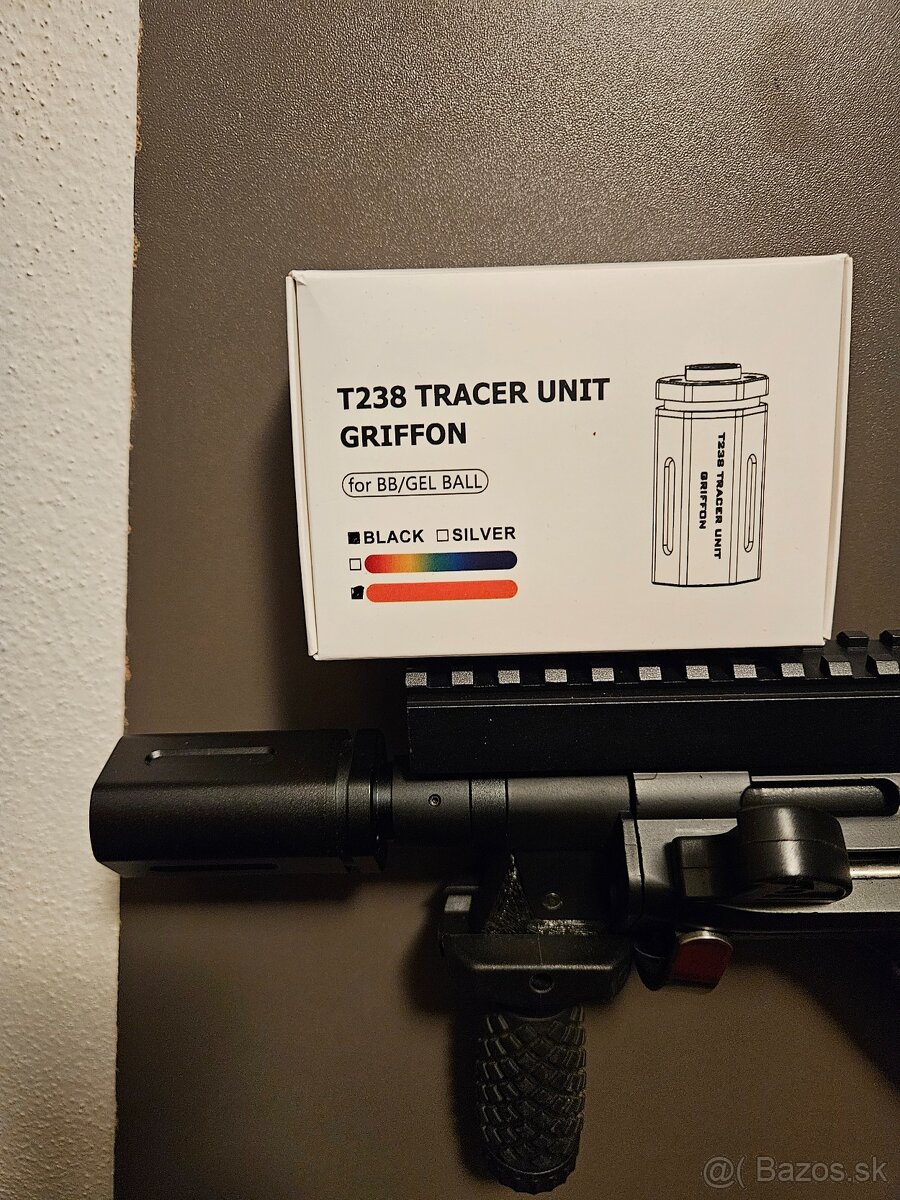 T238 TRACER UNIT
GRIFFON
for BB/GEL BALL
BLACK SILVER
T238 TRACER UNIT
GRIFFON
@( Bazos.sk